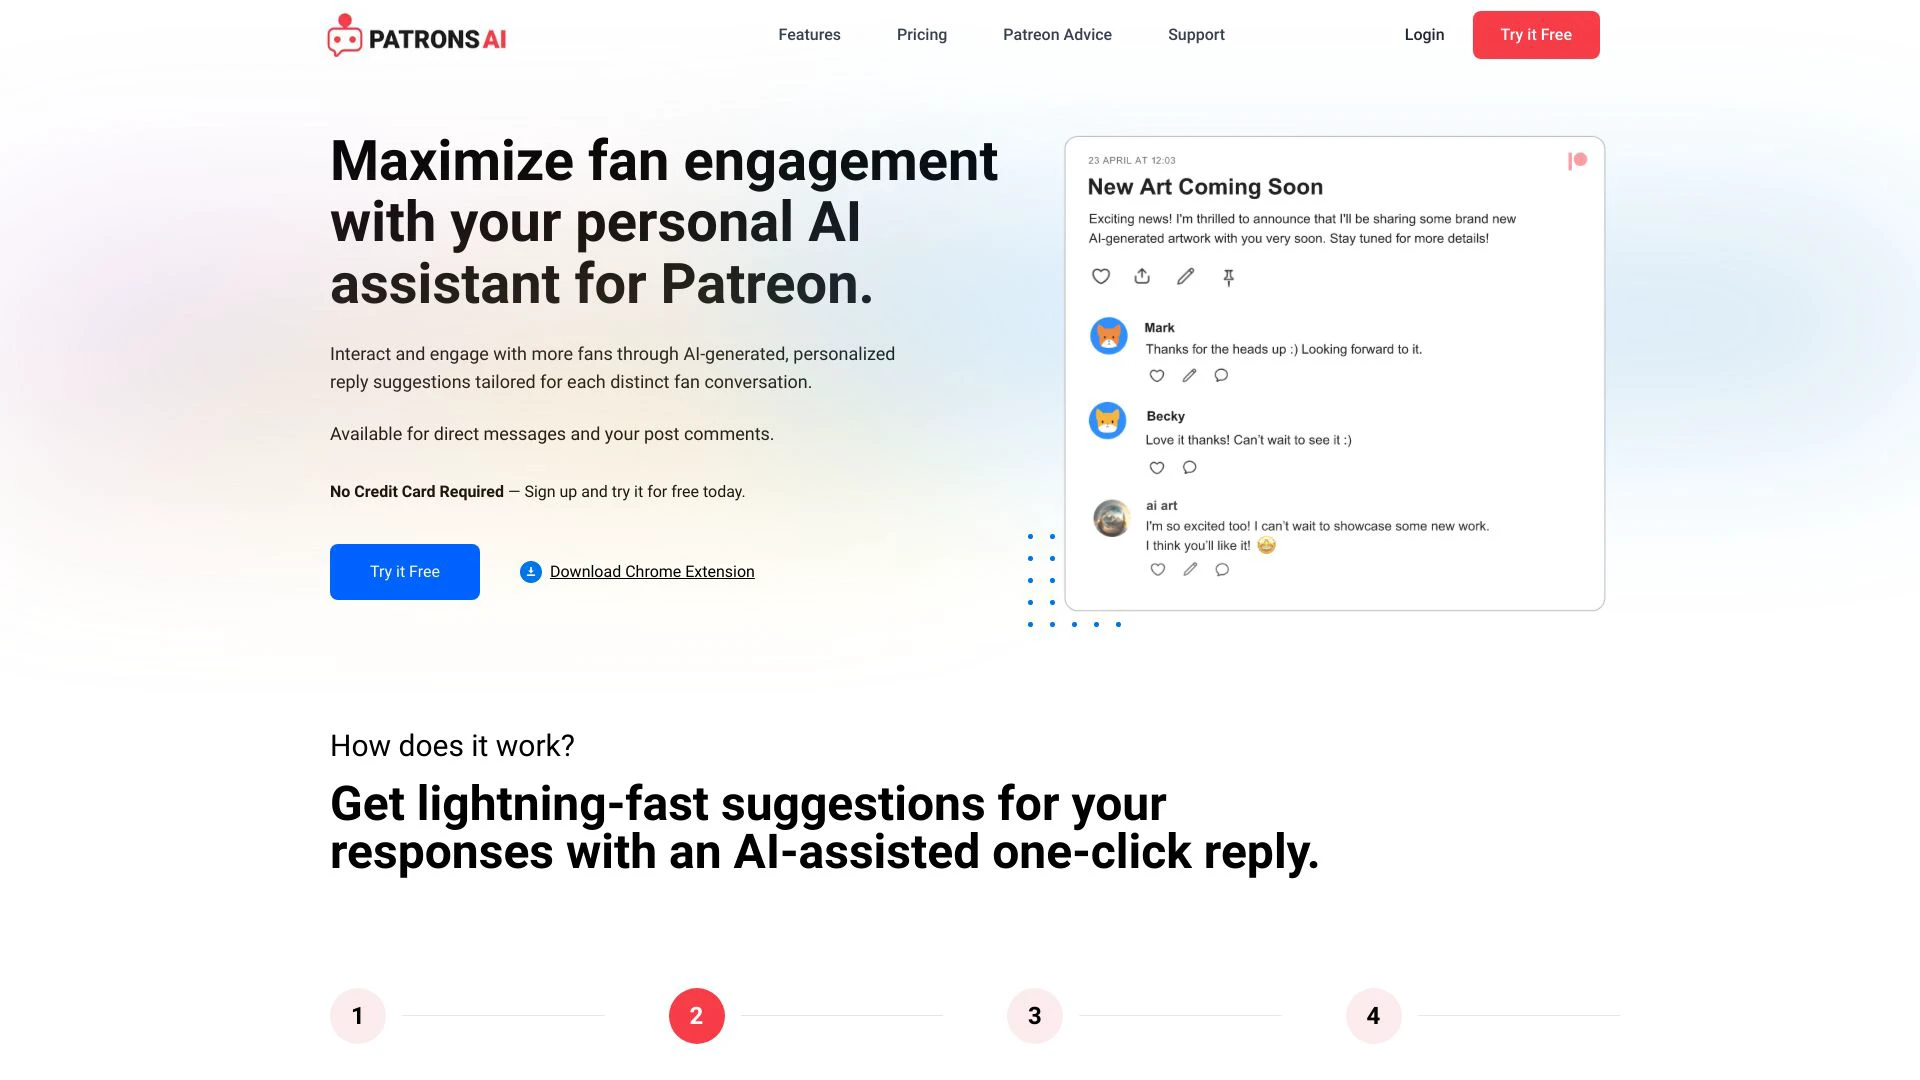 PATRONS AI
Features
Pricing
Patreon Advice
Support
Login
Try it Free
Maximize fan engagement
with your personal AI
assistant for Patreon.
Interact and engage with more fans through AI-generated, personalized
reply suggestions tailored for each distinct fan conversation.
Available for direct messages and your post comments.
No Credit Card Required — Sign up and try it for free today.
Try it Free
Download Chrome Extension
23 APRIL AT 12:03
New Art Coming Soon
Exciting news! I'm thrilled to announce that I'll be sharing some brand new
AI-generated artwork with you very soon. Stay tuned for more details!
Mark
Thanks for the heads up :) Looking forward to it.
Becky
Love it thanks! Can't wait to see it :)
ai art
I'm so excited too! I can't wait to showcase some new work.
I think you'll like it! 🤩
How does it work?
Get lightning-fast suggestions for your
responses with an AI-assisted one-click reply.
1
2
3
4